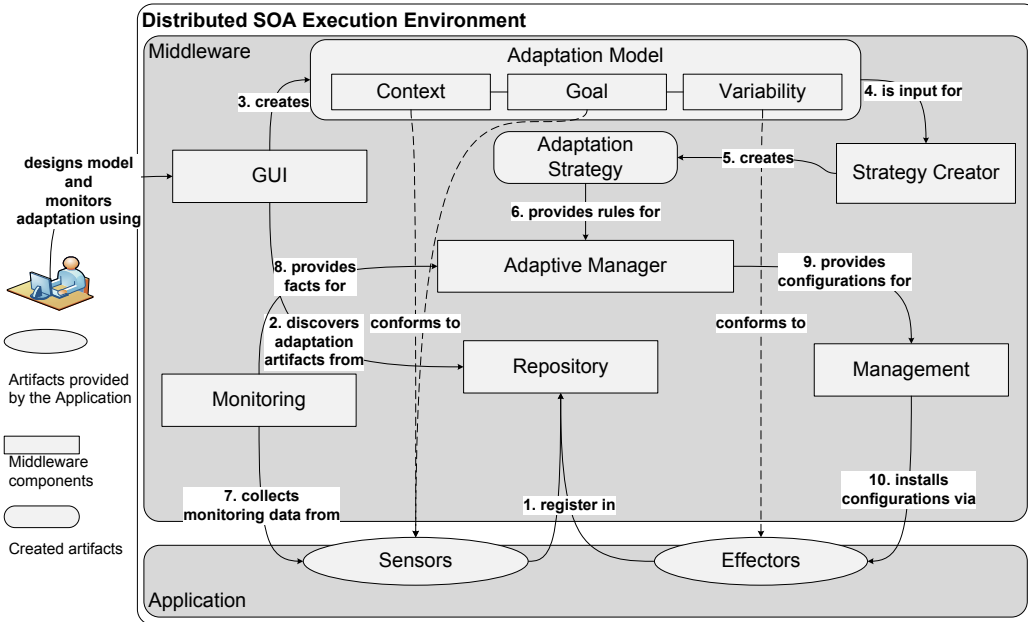 Distributed SOA Execution Environment
Middleware
Adaptation Model
Context
Goal
Variability
3. creates
4. is input for
designs model
and
monitors
adaptation using
GUI
Adaptation
Strategy
5. creates
Strategy Creator
6. provides rules for
8. provides
facts for
Adaptive Manager
9. provides
configurations for
2. discovers
adaptation
artifacts from
conforms to
conforms to
Repository
Management
Artifacts provided
by the Application
Monitoring
Middleware
components
7. collects
monitoring data from
1. register in
10. installs
configurations via
Created artifacts
Sensors
Effectors
Application